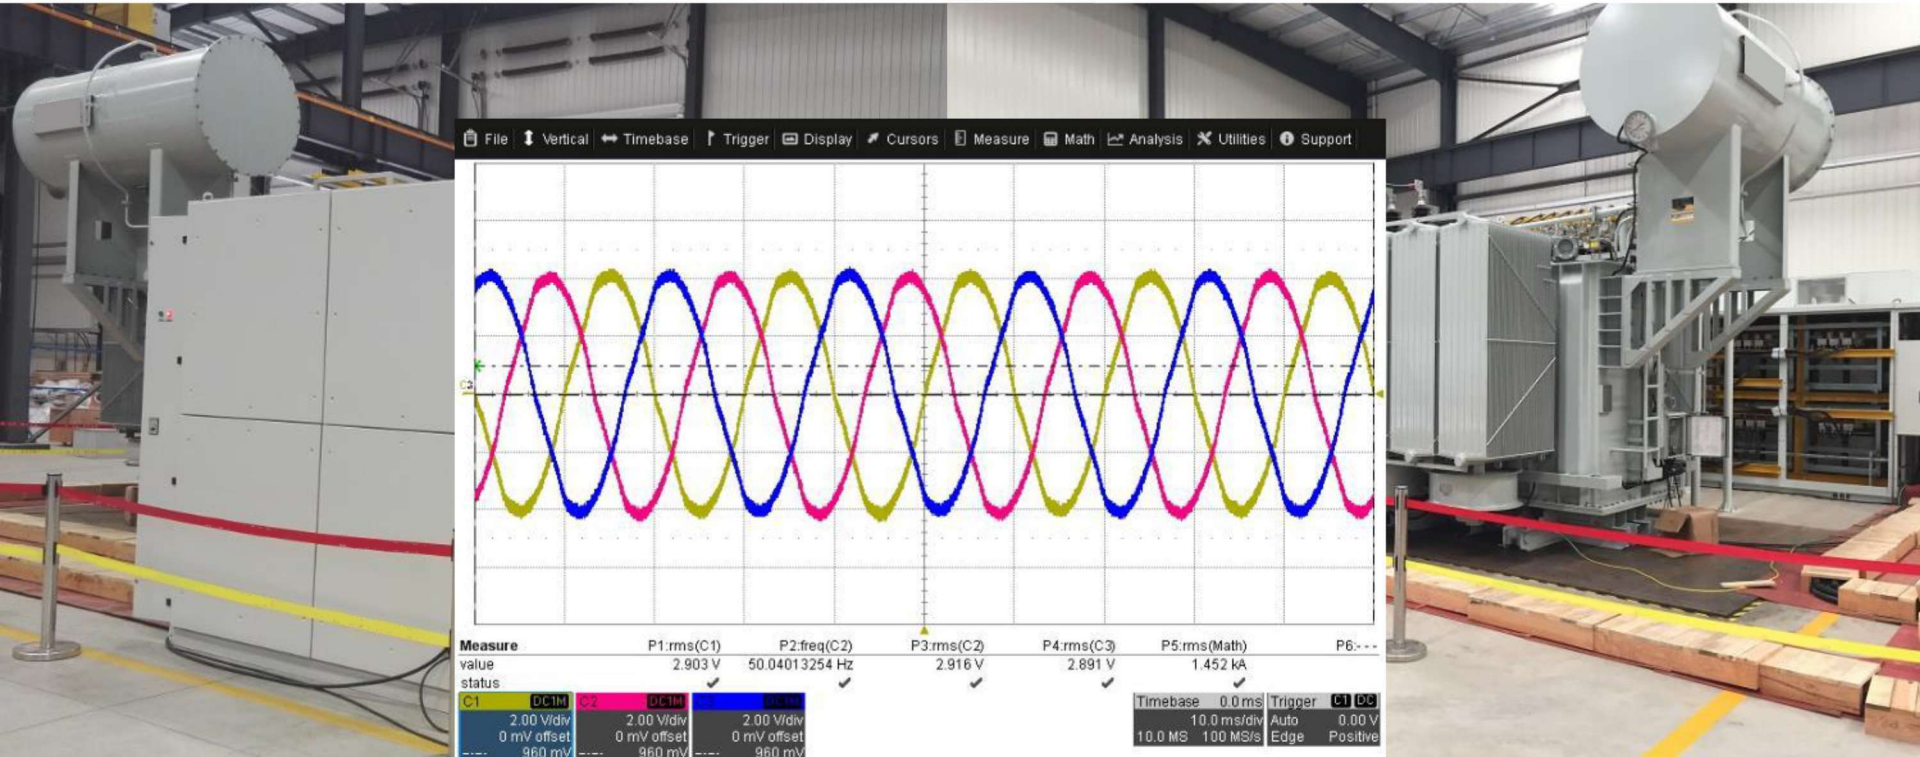 File Vertical Timebase Trigger Display Cursors Measure Math Analysis Utilities Support
Measure P1:rms(C1) P2:freq(C2) P3:rms(C2) P4:rms(C3) P5:rms(Math) P6:---
value 2.903 V 50.04013254 Hz 2.916 V 2.891 V 1.452 kA
status
C1 DC1M C2 DC1M DC1M
2.00 V/div 2.00 V/div 2.00 V/div
0 mV offset 0 mV offset 0 mV offset
960 mV 960 mV 960 mV
Timebase 0.0 ms Trigger C1 DC
10.0 ms/div Auto 0.00 V
10.0 MS 100 MS/s Edge Positive